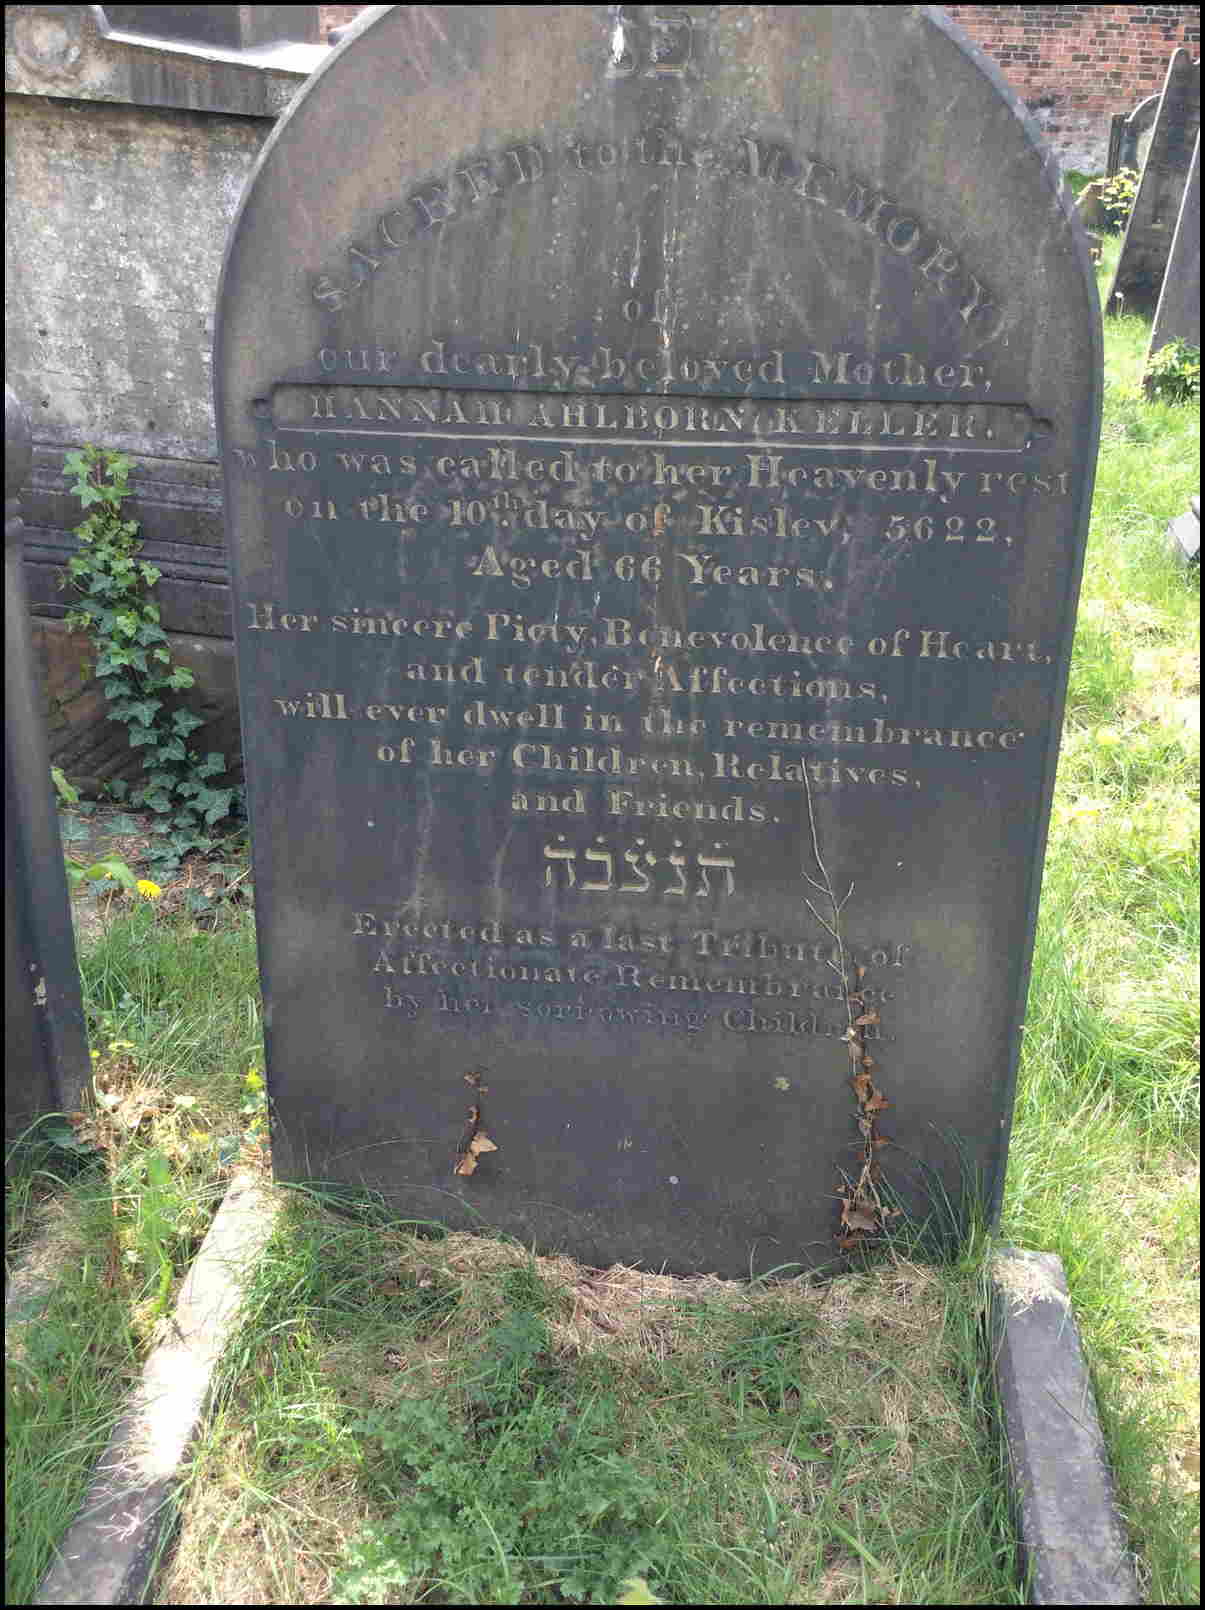 SACRED to the MEMORY
of
our dearly beloved Mother,
HANNAH AHLBORN KELLER.
who was called to her Heavenly rest
on the 10th day of Kislev, 5622,
Aged 66 Years.
Her sincere Piety, Benevolence of Heart,
and tender Affections,
will ever dwell in the remembrance
of her Children, Relatives,
and Friends.
תנצבה
Erected as a last Tribute of
Affectionate Remembrance
by her sorrowing Children.